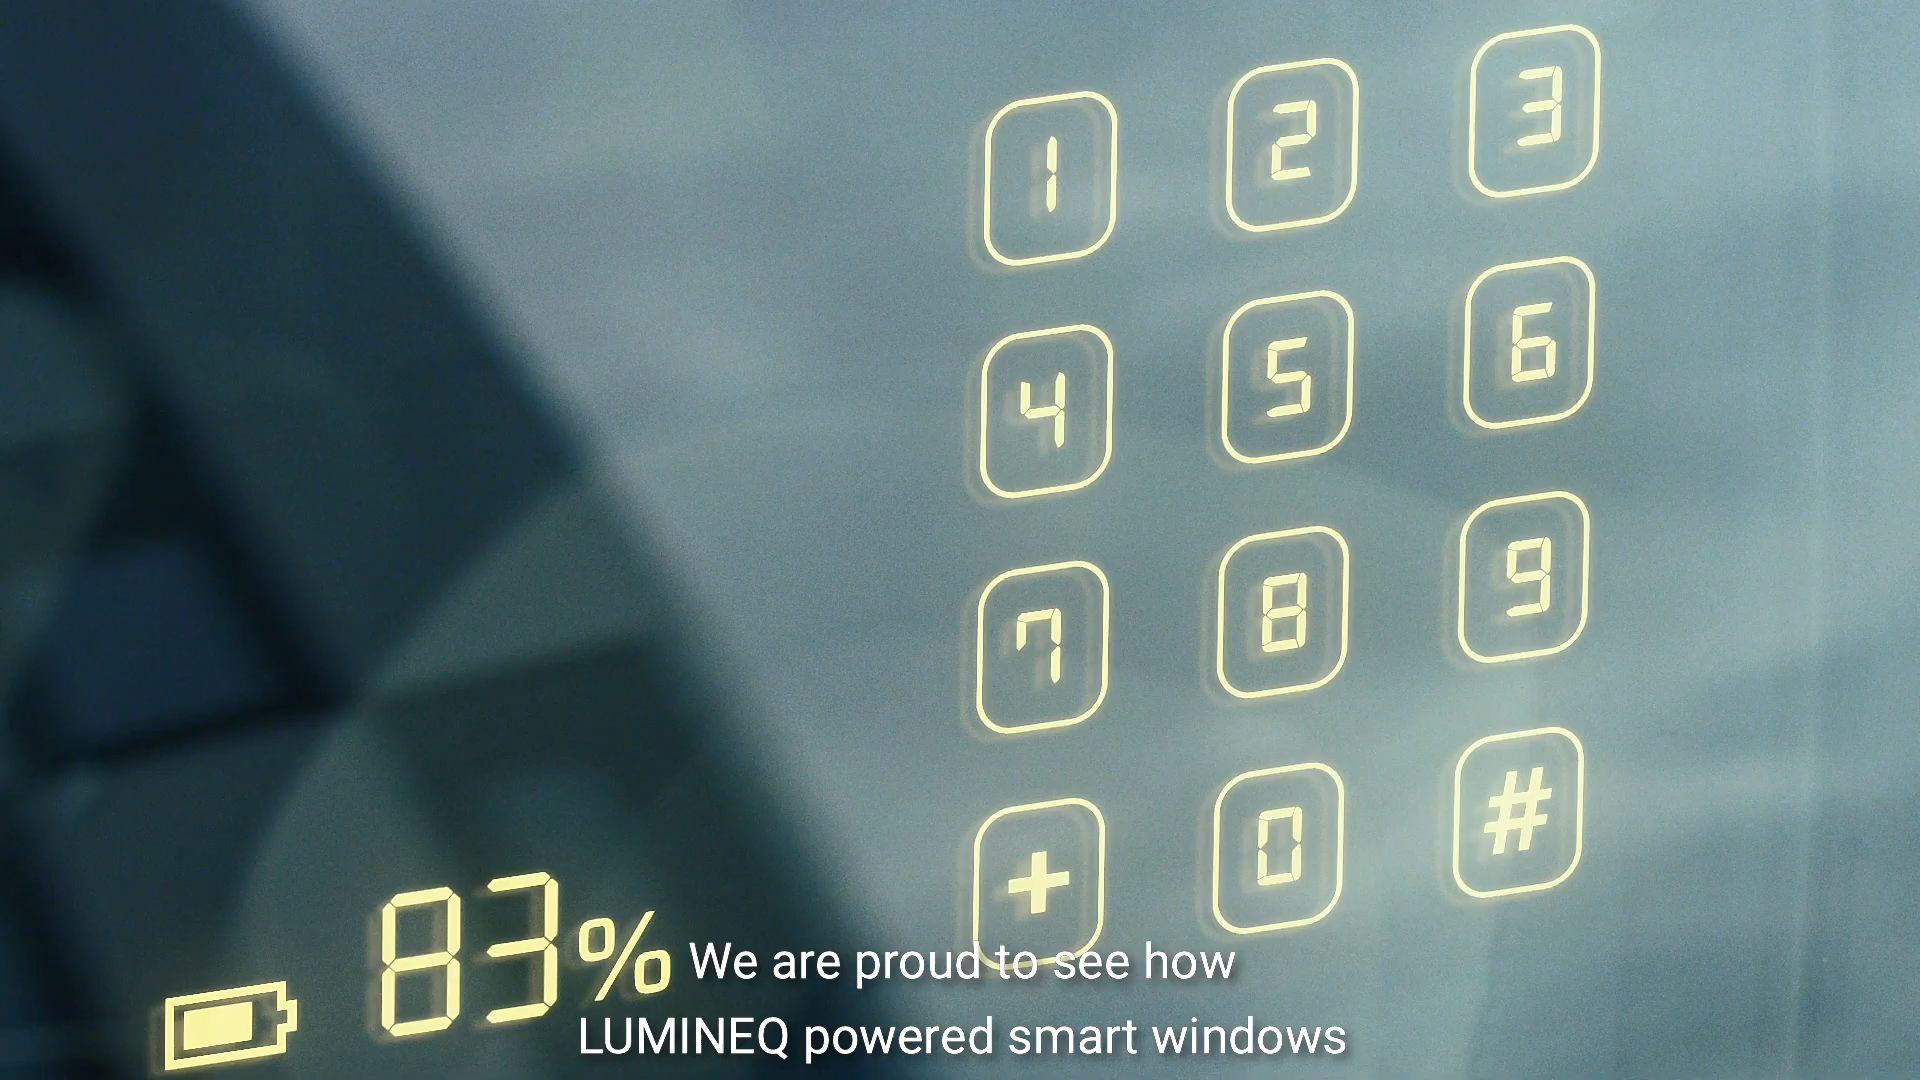 1 2 3
4 5 6
7 8 9
+ 0 #
83%
We are proud to see how
LUMINEQ powered smart windows